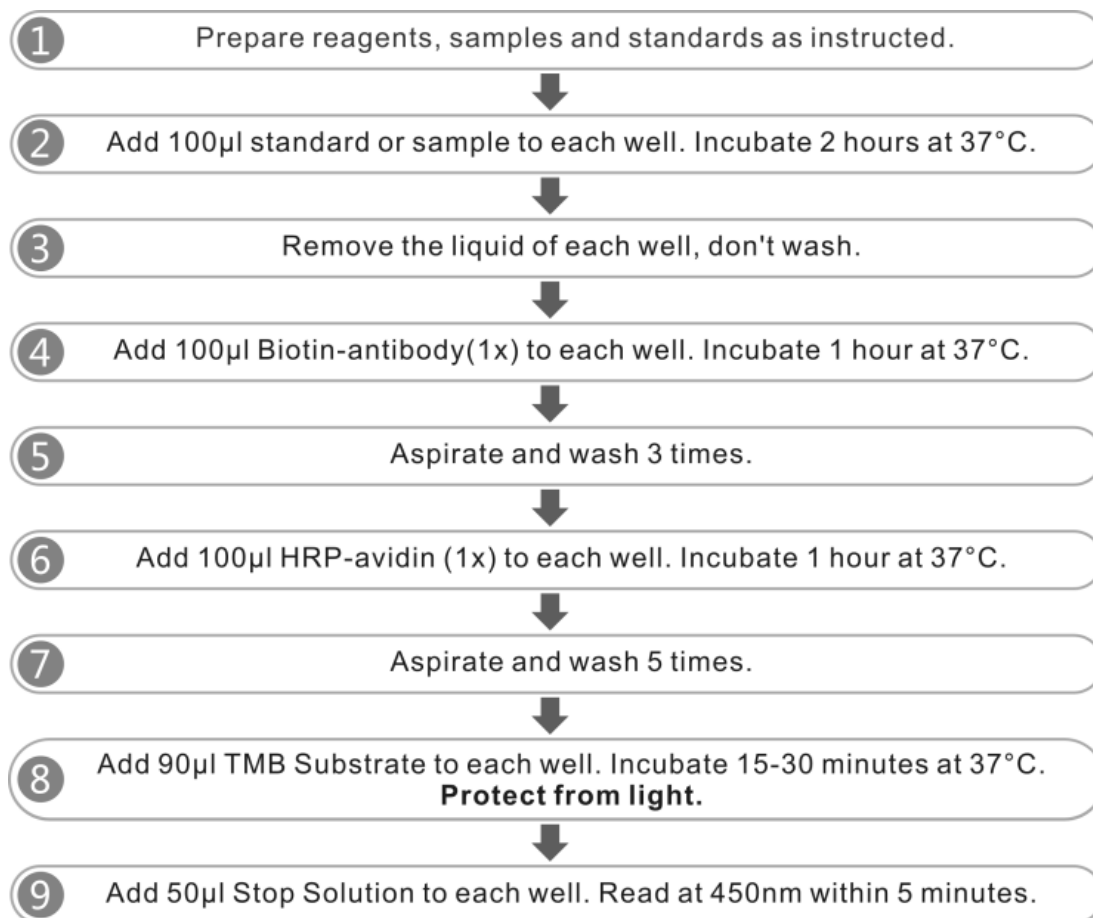 1 Prepare reagents, samples and standards as instructed.
2 Add 100µl standard or sample to each well. Incubate 2 hours at 37°C.
3 Remove the liquid of each well, don't wash.
4 Add 100µl Biotin-antibody(1x) to each well. Incubate 1 hour at 37°C.
5 Aspirate and wash 3 times.
6 Add 100µl HRP-avidin (1x) to each well. Incubate 1 hour at 37°C.
7 Aspirate and wash 5 times.
8 Add 90µl TMB Substrate to each well. Incubate 15-30 minutes at 37°C.
Protect from light.
9 Add 50µl Stop Solution to each well. Read at 450nm within 5 minutes.